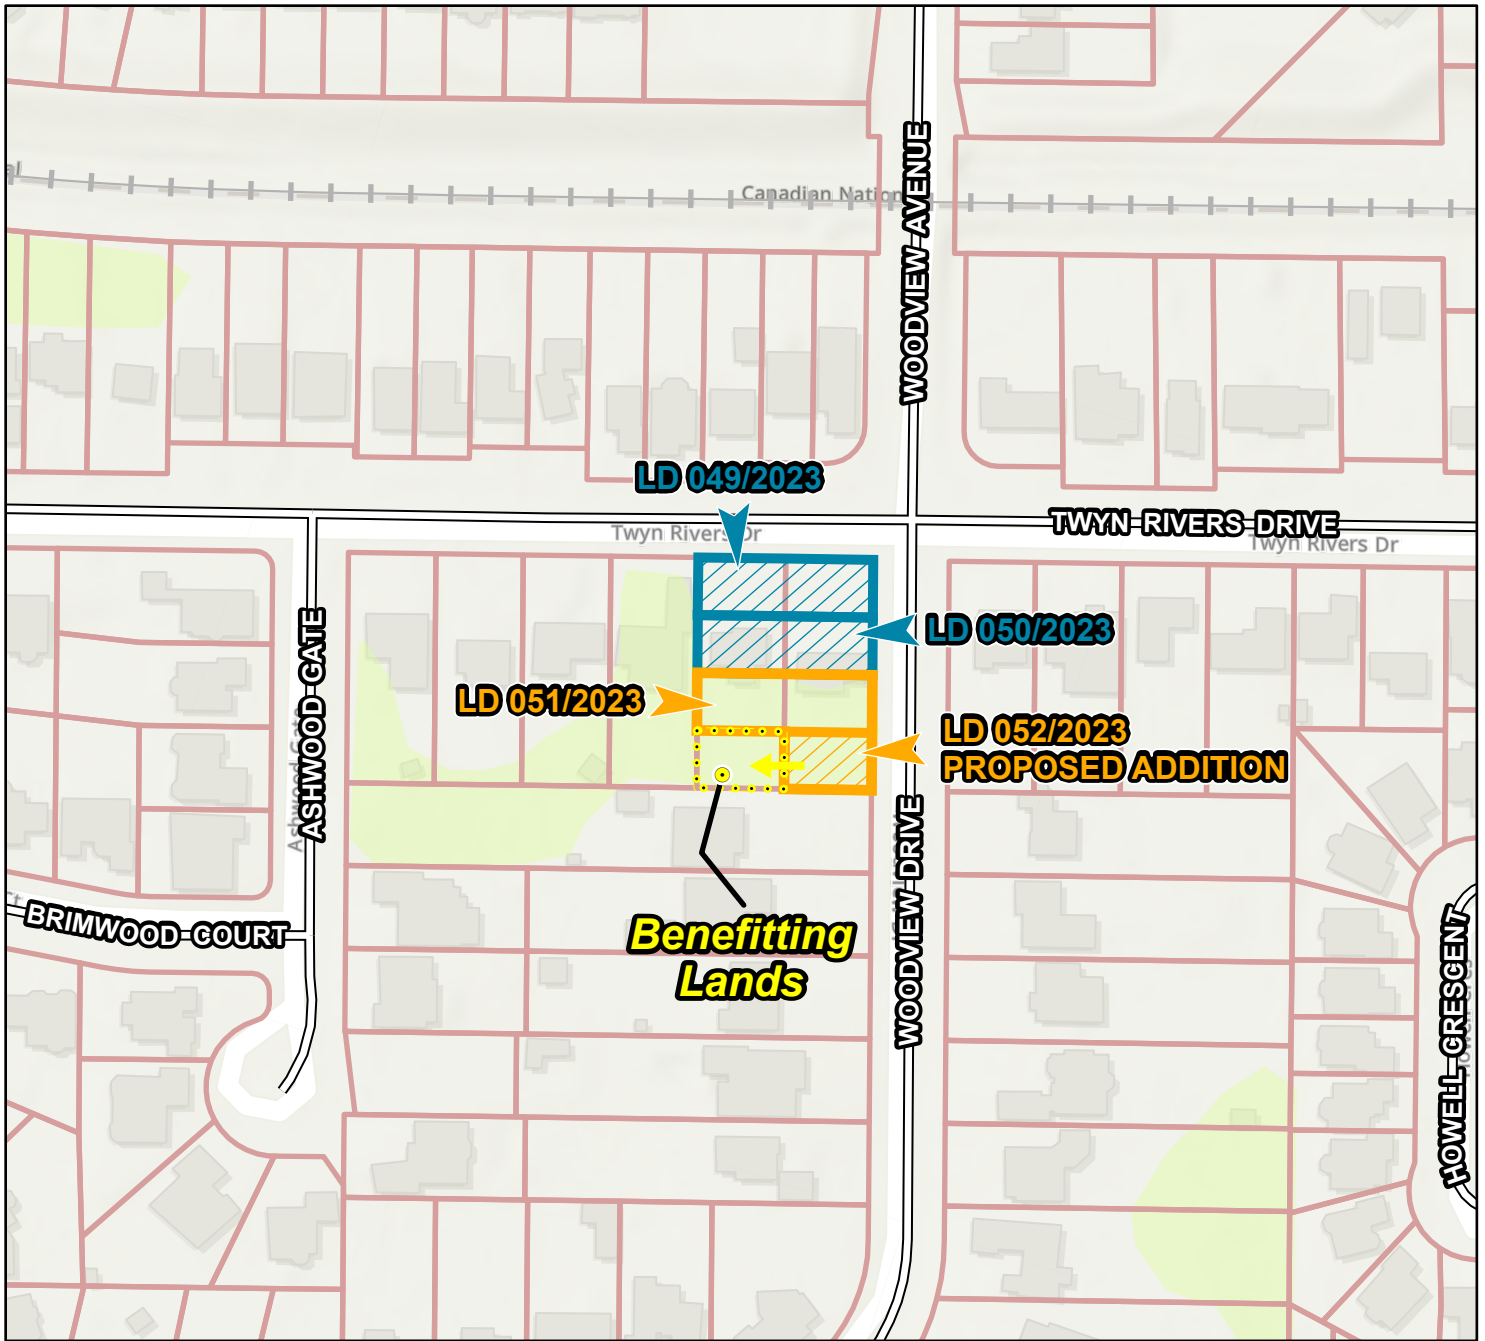 al
Canadian Nation
WOODVIEW AVENUE
LD 049/2023
TWYN RIVERS DRIVE
Twyn Rivers Dr
Twyn Rivers Dr
LD 050/2023
ASHWOOD GATE
Ashwood Gate
LD 051/2023
LD 052/2023
PROPOSED ADDITION
WOODVIEW DRIVE
Ct
BRIMWOOD COURT
Benefitting
Lands
HOWELL CRESCENT